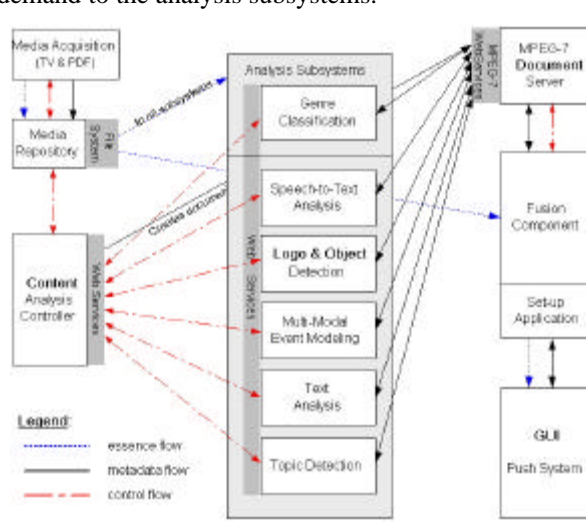 demand to the analysis subsystems.
Media Acquisition
(TV & PDF)
Media
Repository
File
System
to all subsystems
Analysis Subsystems
Genre
Classification
Speech-to-Text
Analysis
Logo & Object
Detection
Multi-Modal
Event Modeling
Text
Analysis
Topic Detection
Web Services
Creates document
Content
Analysis
Controller
Web Services
MPEG-7
WebServices
MPEG-7
Document
Server
Fusion
Component
Set-up
Application
GUI
Push System
Legend:
essence flow
metadata flow
control flow